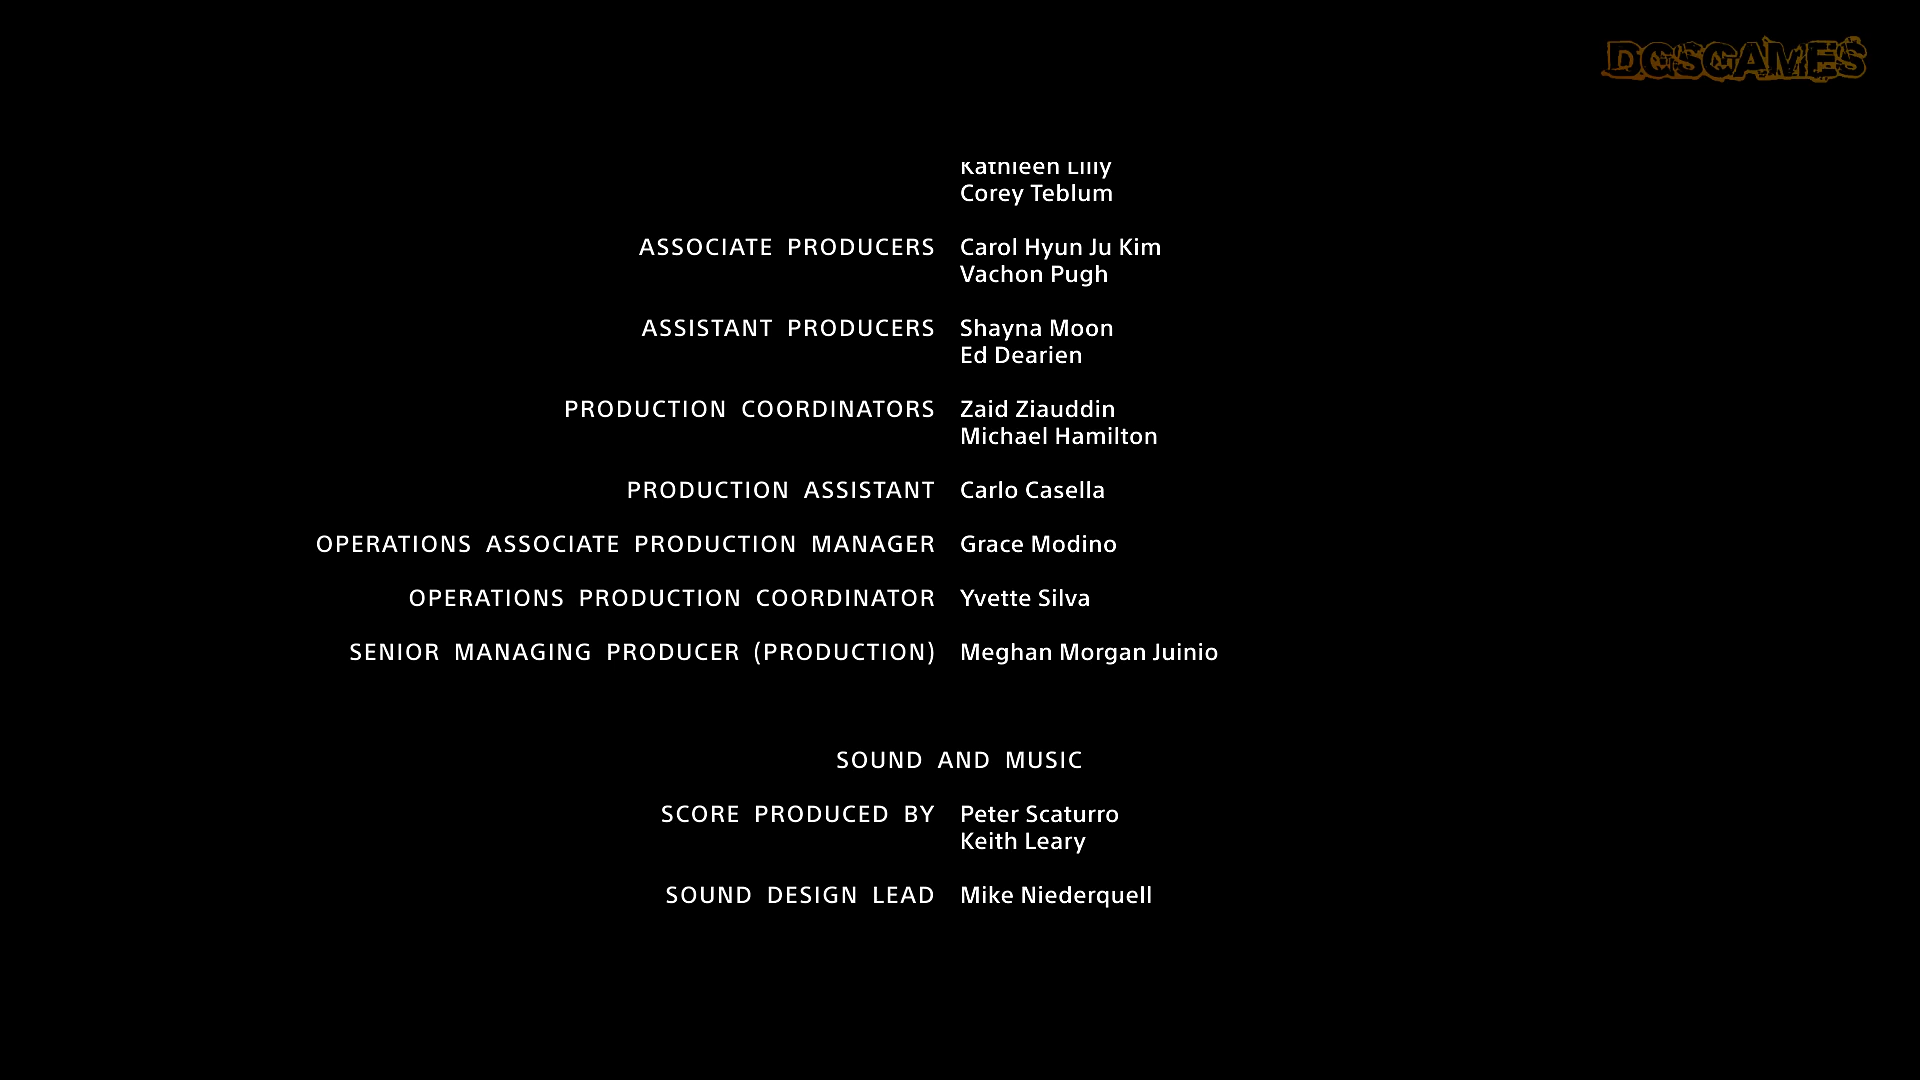 DGSGAMES
Kathleen Lilly
Corey Teblum
ASSOCIATE PRODUCERS Carol Hyun Ju Kim
Vachon Pugh
ASSISTANT PRODUCERS Shayna Moon
Ed Dearien
PRODUCTION COORDINATORS Zaid Ziauddin
Michael Hamilton
PRODUCTION ASSISTANT Carlo Casella
OPERATIONS ASSOCIATE PRODUCTION MANAGER Grace Modino
OPERATIONS PRODUCTION COORDINATOR Yvette Silva
SENIOR MANAGING PRODUCER (PRODUCTION) Meghan Morgan Juinio
SOUND AND MUSIC
SCORE PRODUCED BY Peter Scaturro
Keith Leary
SOUND DESIGN LEAD Mike Niederquell